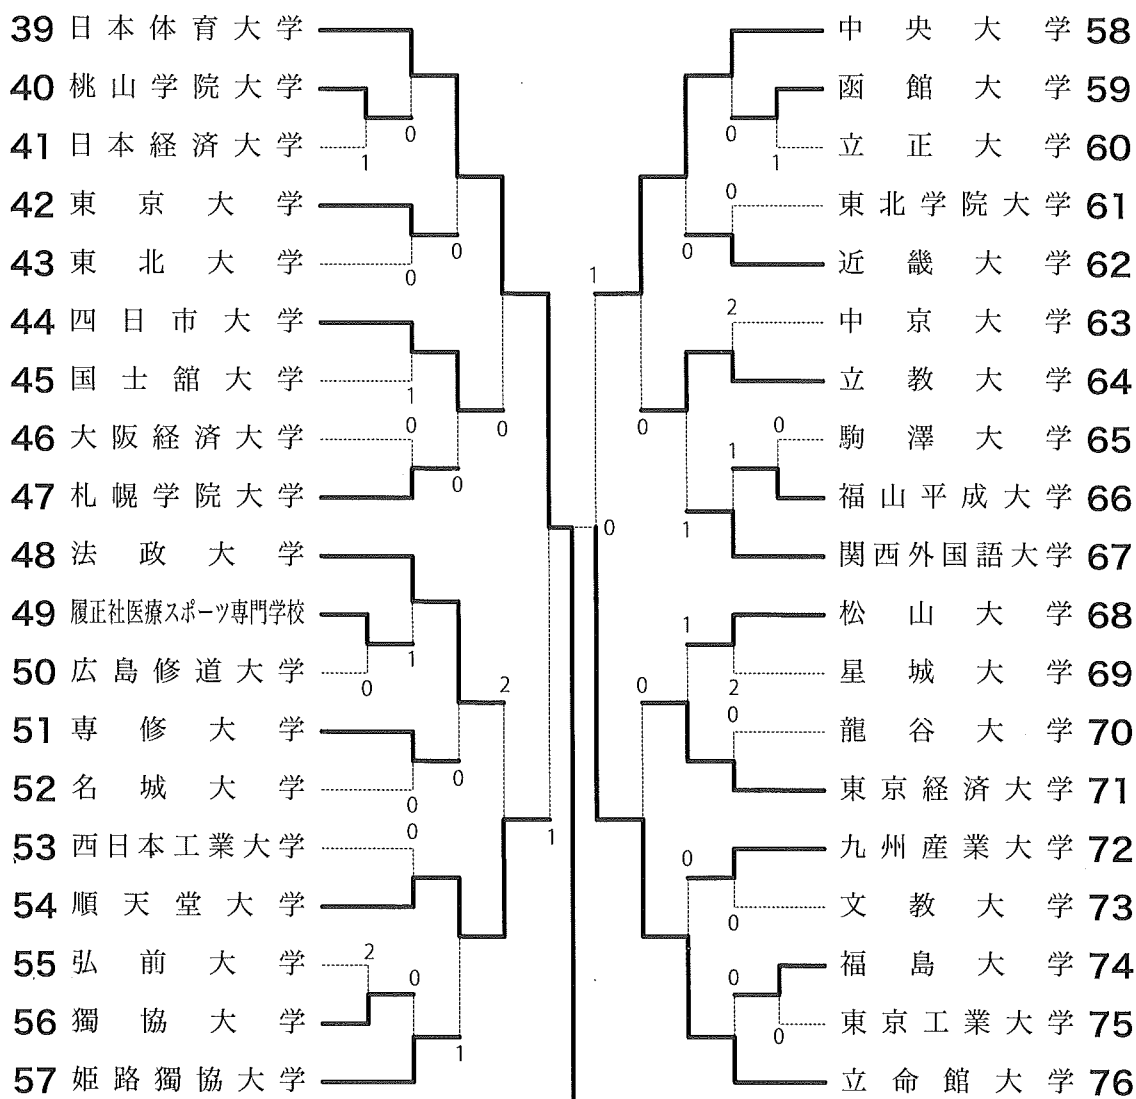 39 日本体育大学
40 桃山学院大学
41 日本経済大学
42 東京大学
43 東北大学
44 四日市大学
45 国士舘大学
46 大阪経済大学
47 札幌学院大学
48 法政大学
49 履正社医療スポーツ専門学校
50 広島修道大学
51 専修大学
52 名城大学
53 西日本工業大学
54 順天堂大学
55 弘前大学
56 獨協大学
57 姫路獨協大学
0
1
0
0
1
0
0
0
1
0
2
0
0
0
1
2
0
1
中央大学 58
函館大学 59
立正大学 60
東北学院大学 61
近畿大学 62
中京大学 63
立教大学 64
駒澤大学 65
福山平成大学 66
関西外国語大学 67
松山大学 68
星城大学 69
龍谷大学 70
東京経済大学 71
九州産業大学 72
文教大学 73
福島大学 74
東京工業大学 75
立命館大学 76
0
1
0
0
1
2
0
0
1
1
0
1
0
2
0
0
0
0
0